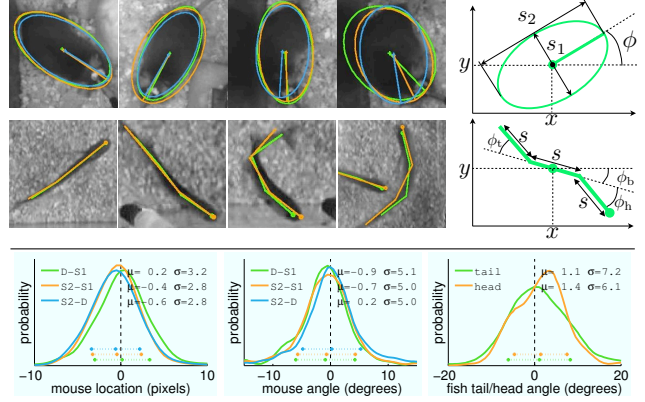 s₂
s₁
ϕ
y
x
ϕt
s
s
y
ϕb
ϕh
s
x
D-S1 μ= 0.2 σ=3.2
S2-S1 μ=-0.4 σ=2.8
S2-D μ=-0.6 σ=2.8
probability
-10 0 10
mouse location (pixels)
D-S1 μ=-0.9 σ=5.1
S2-S1 μ=-0.7 σ=5.0
S2-D μ= 0.2 σ=5.0
probability
0
mouse angle (degrees)
tail μ= 1.1 σ=7.2
head μ= 1.4 σ=6.1
probability
-20 0 20
fish tail/head angle (degrees)